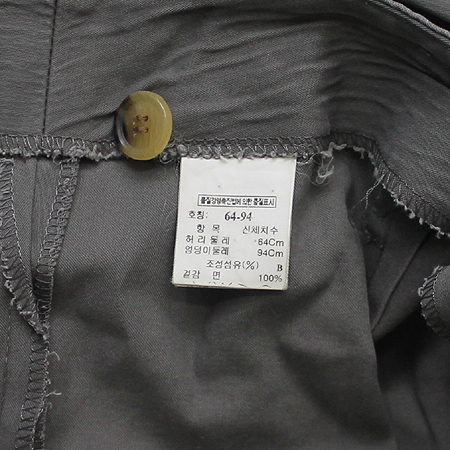 품질경영촉진법에 의한 품질표시
호칭: 64-94
항 목 신체치수
허리둘레 64Cm
엉덩이둘레 94Cm
조성섬유(%) B
겉감 면 100%